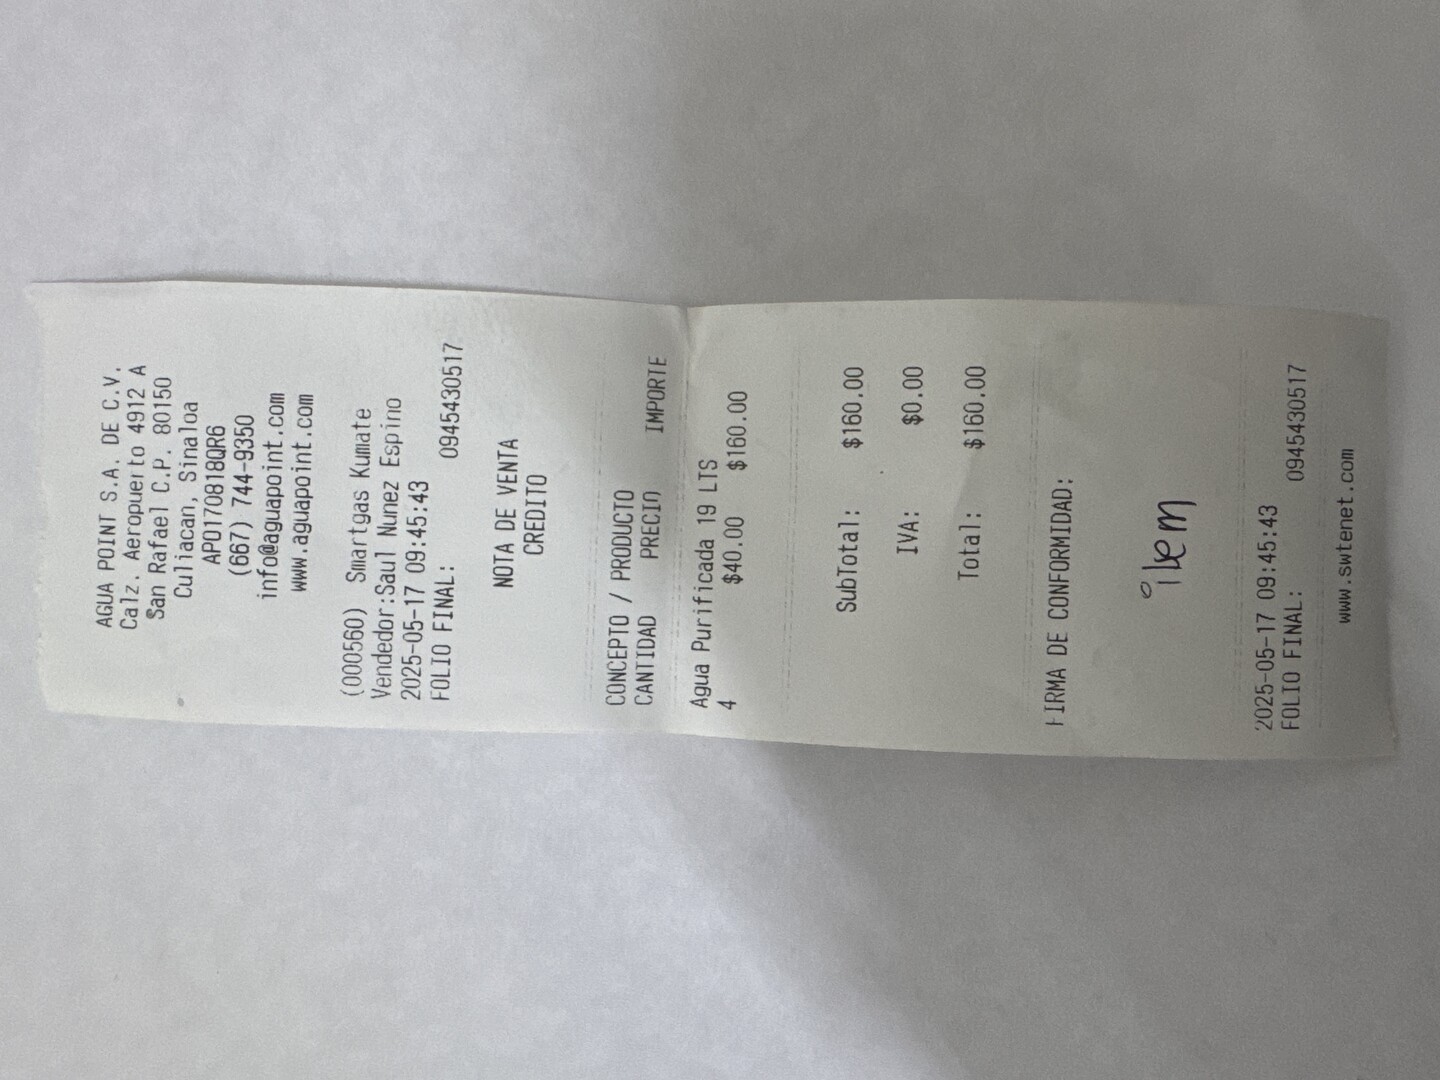 AGUA POINT S.A. DE C.V.
Calz. Aeropuerto 4912 A
San Rafael C.P. 80150
Culiacan, Sinaloa
APO170818QR6
(667) 744-9350
info@aguapoint.com
www.aguapoint.com
(000560) Smartgas Kumate
Vendedor:Saul Nunez Espino
2025-05-17 09:45:43
FOLIO FINAL: 0945430517
NOTA DE VENTA
CREDITO
CONCEPTO / PRODUCTO
CANTIDAD PRECIO IMPORTE
Agua Purificada 19 LTS
4 $40.00 $160.00
SubTotal: $160.00
IVA: $0.00
Total: $160.00
FIRMA DE CONFORMIDAD:
2025-05-17 09:45:43
FOLIO FINAL: 0945430517
www.swtenet.com